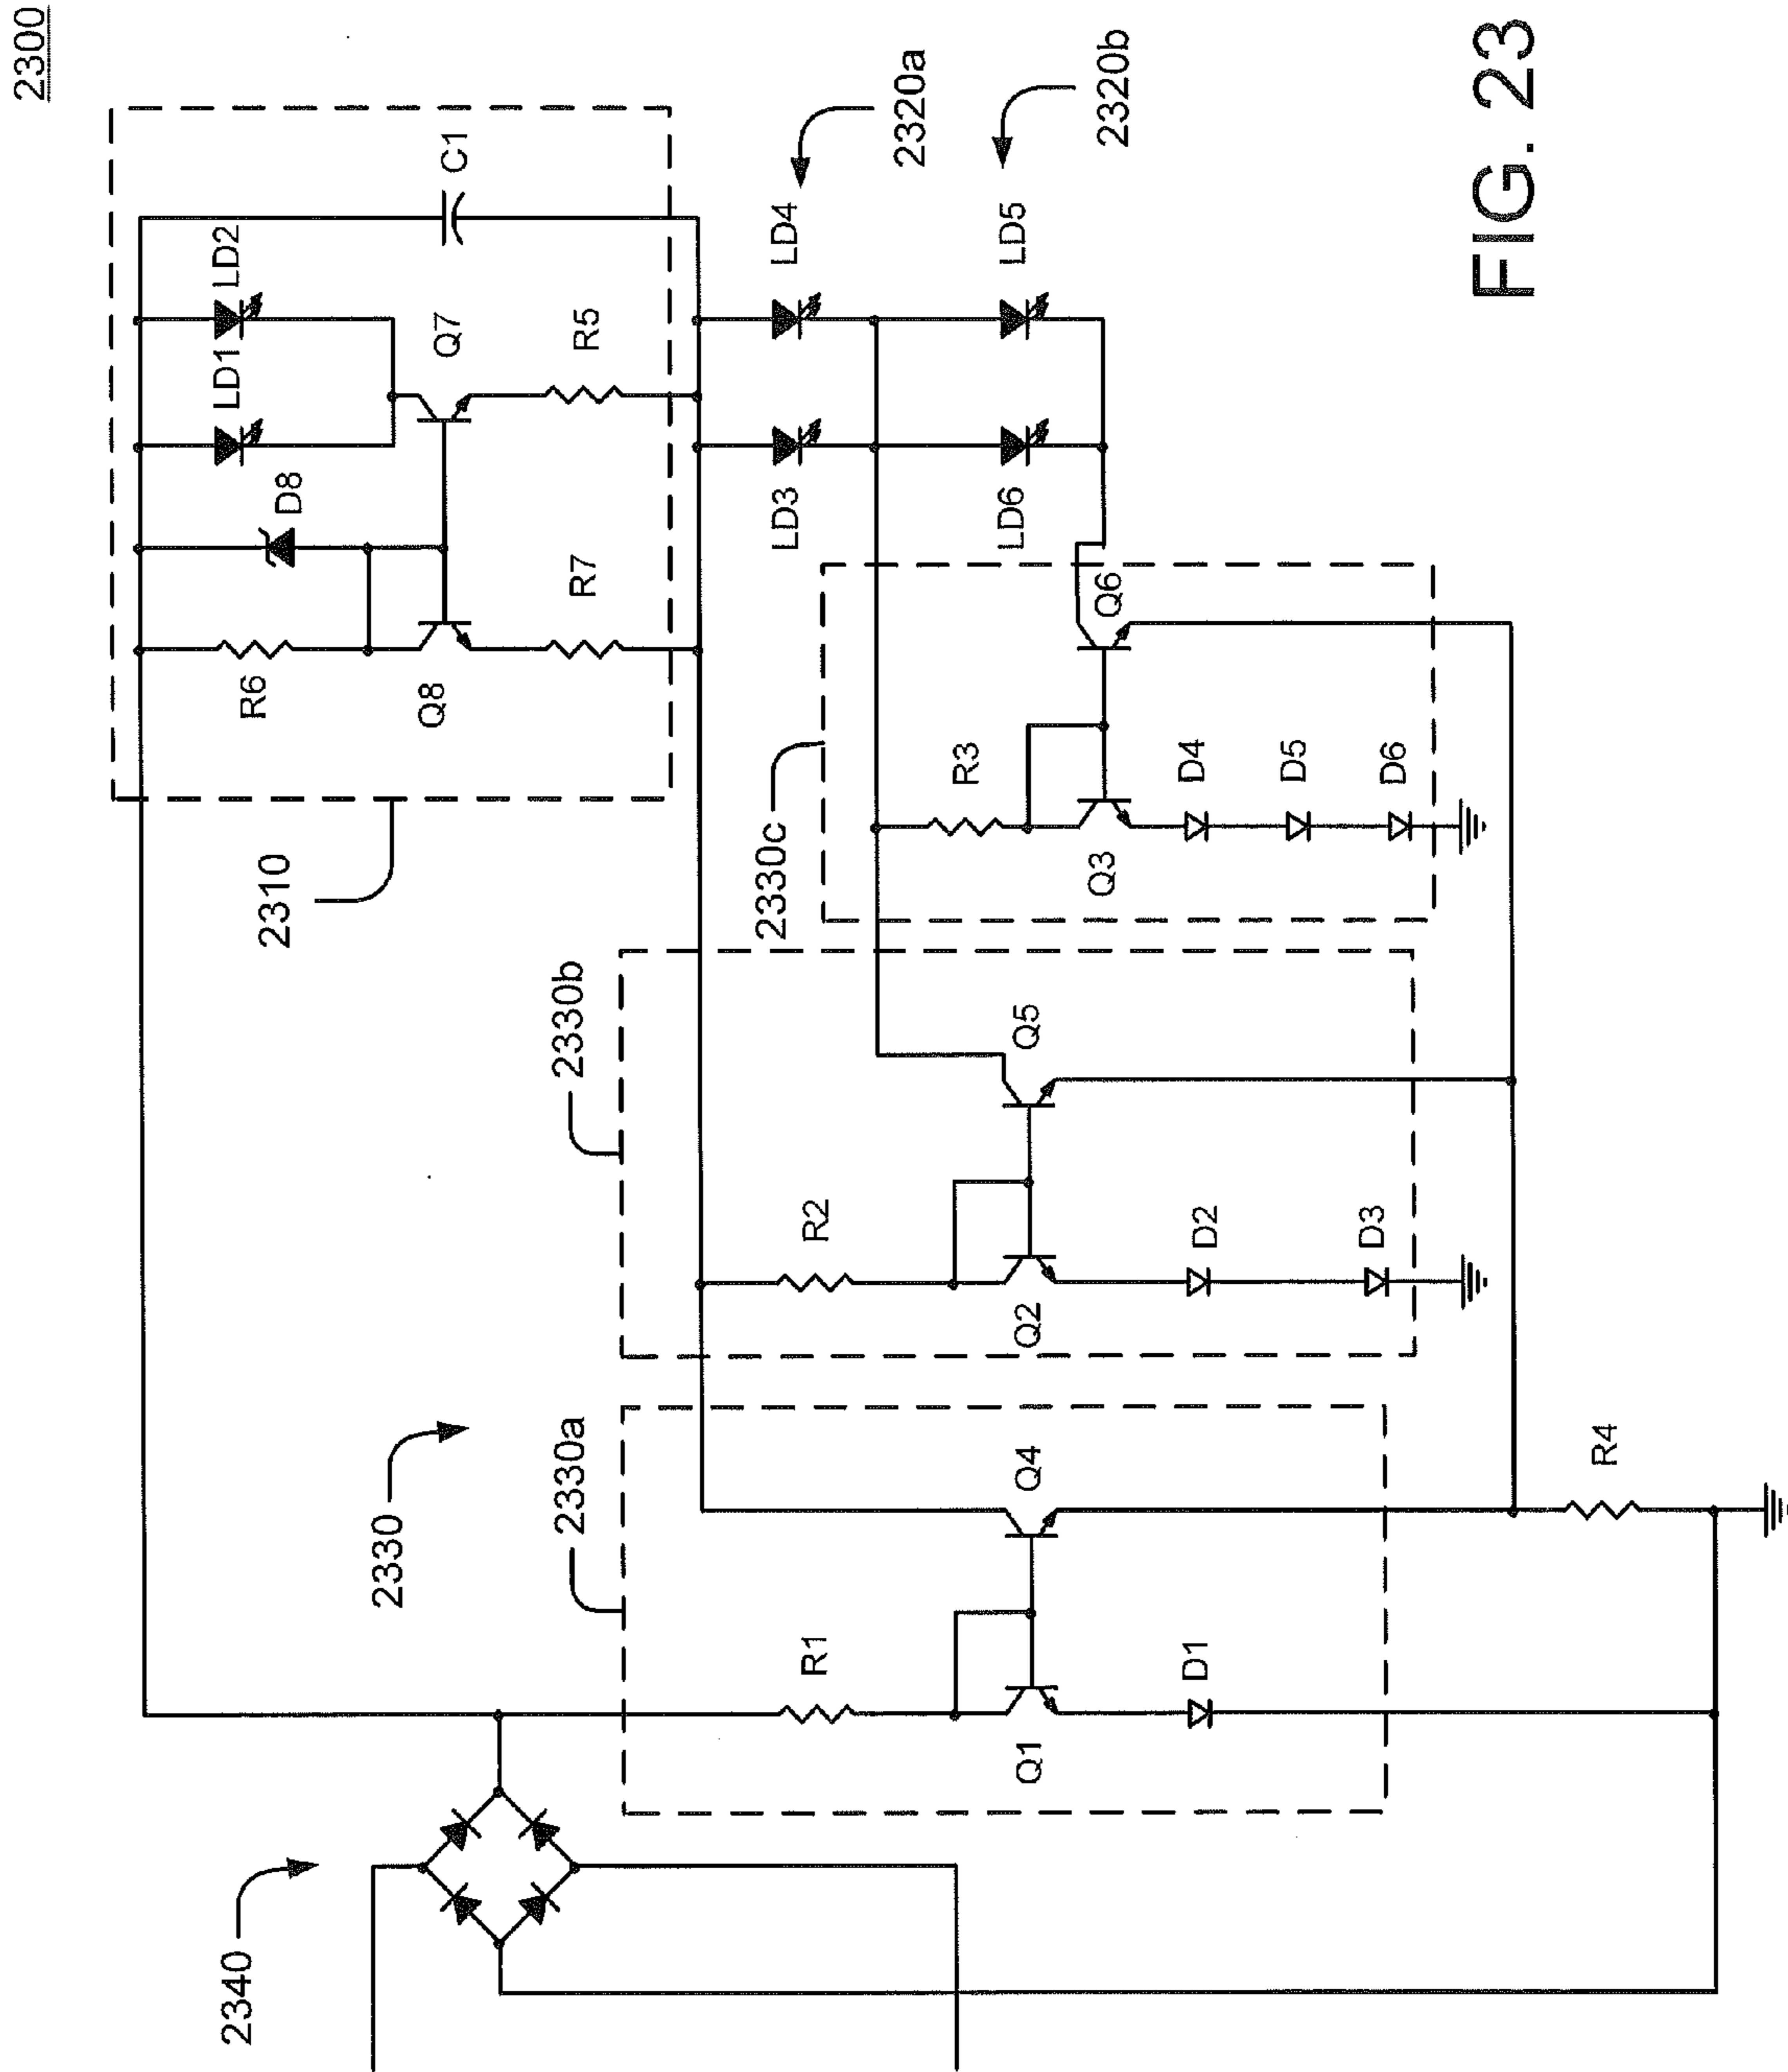 2300
2340
2330
2330a
2330b
2330c
2310
2320a
2320b
R6
D8
LD1
LD2
Q8
Q7
C1
R7
R5
LD3
LD4
LD6
LD5
R1
Q1
Q4
D1
R2
Q2
Q5
D2
D3
R3
Q3
Q6
D4
D5
D6
R4
FIG. 23